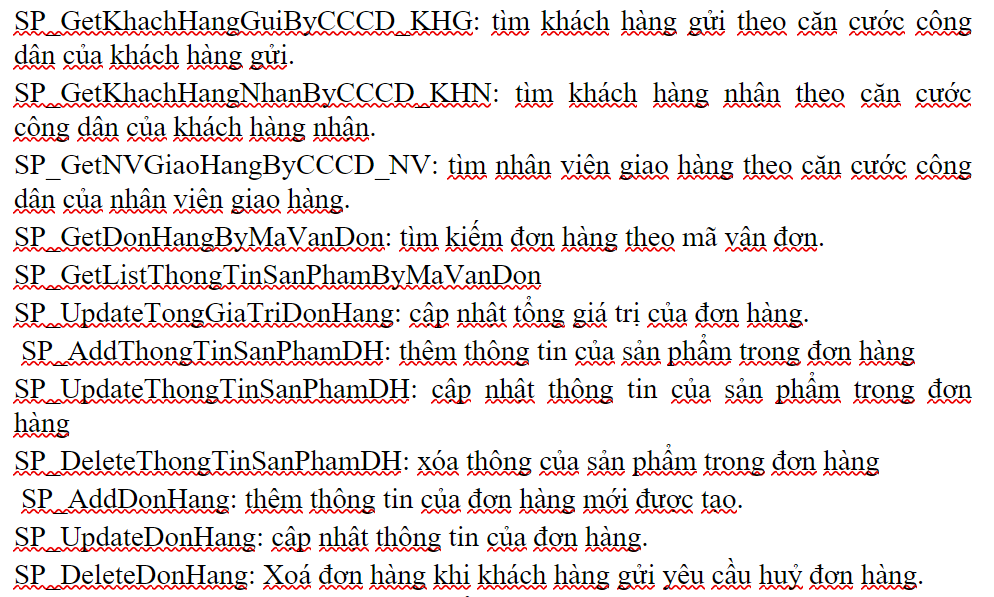 SP_GetKhachHangGuiByCCCD_KHG: tìm khách hàng gửi theo căn cước công
dân của khách hàng gửi.
SP_GetKhachHangNhanByCCCD_KHN: tìm khách hàng nhận theo căn cước
công dân của khách hàng nhận.
SP_GetNVGiaoHangByCCCD_NV: tìm nhân viên giao hàng theo căn cước công
dân của nhân viên giao hàng.
SP_GetDonHangByMaVanDon: tìm kiếm đơn hàng theo mã vận đơn.
SP_GetListThongTinSanPhamByMaVanDon
SP_UpdateTongGiaTriDonHang: cập nhật tổng giá trị của đơn hàng.
SP_AddThongTinSanPhamDH: thêm thông tin của sản phẩm trong đơn hàng
SP_UpdateThongTinSanPhamDH: cập nhật thông tin của sản phẩm trong đơn
hàng
SP_DeleteThongTinSanPhamDH: xóa thông của sản phẩm trong đơn hàng
SP_AddDonHang: thêm thông tin của đơn hàng mới được tạo.
SP_UpdateDonHang: cập nhật thông tin của đơn hàng.
SP_DeleteDonHang: Xoá đơn hàng khi khách hàng gửi yêu cầu huỷ đơn hàng.